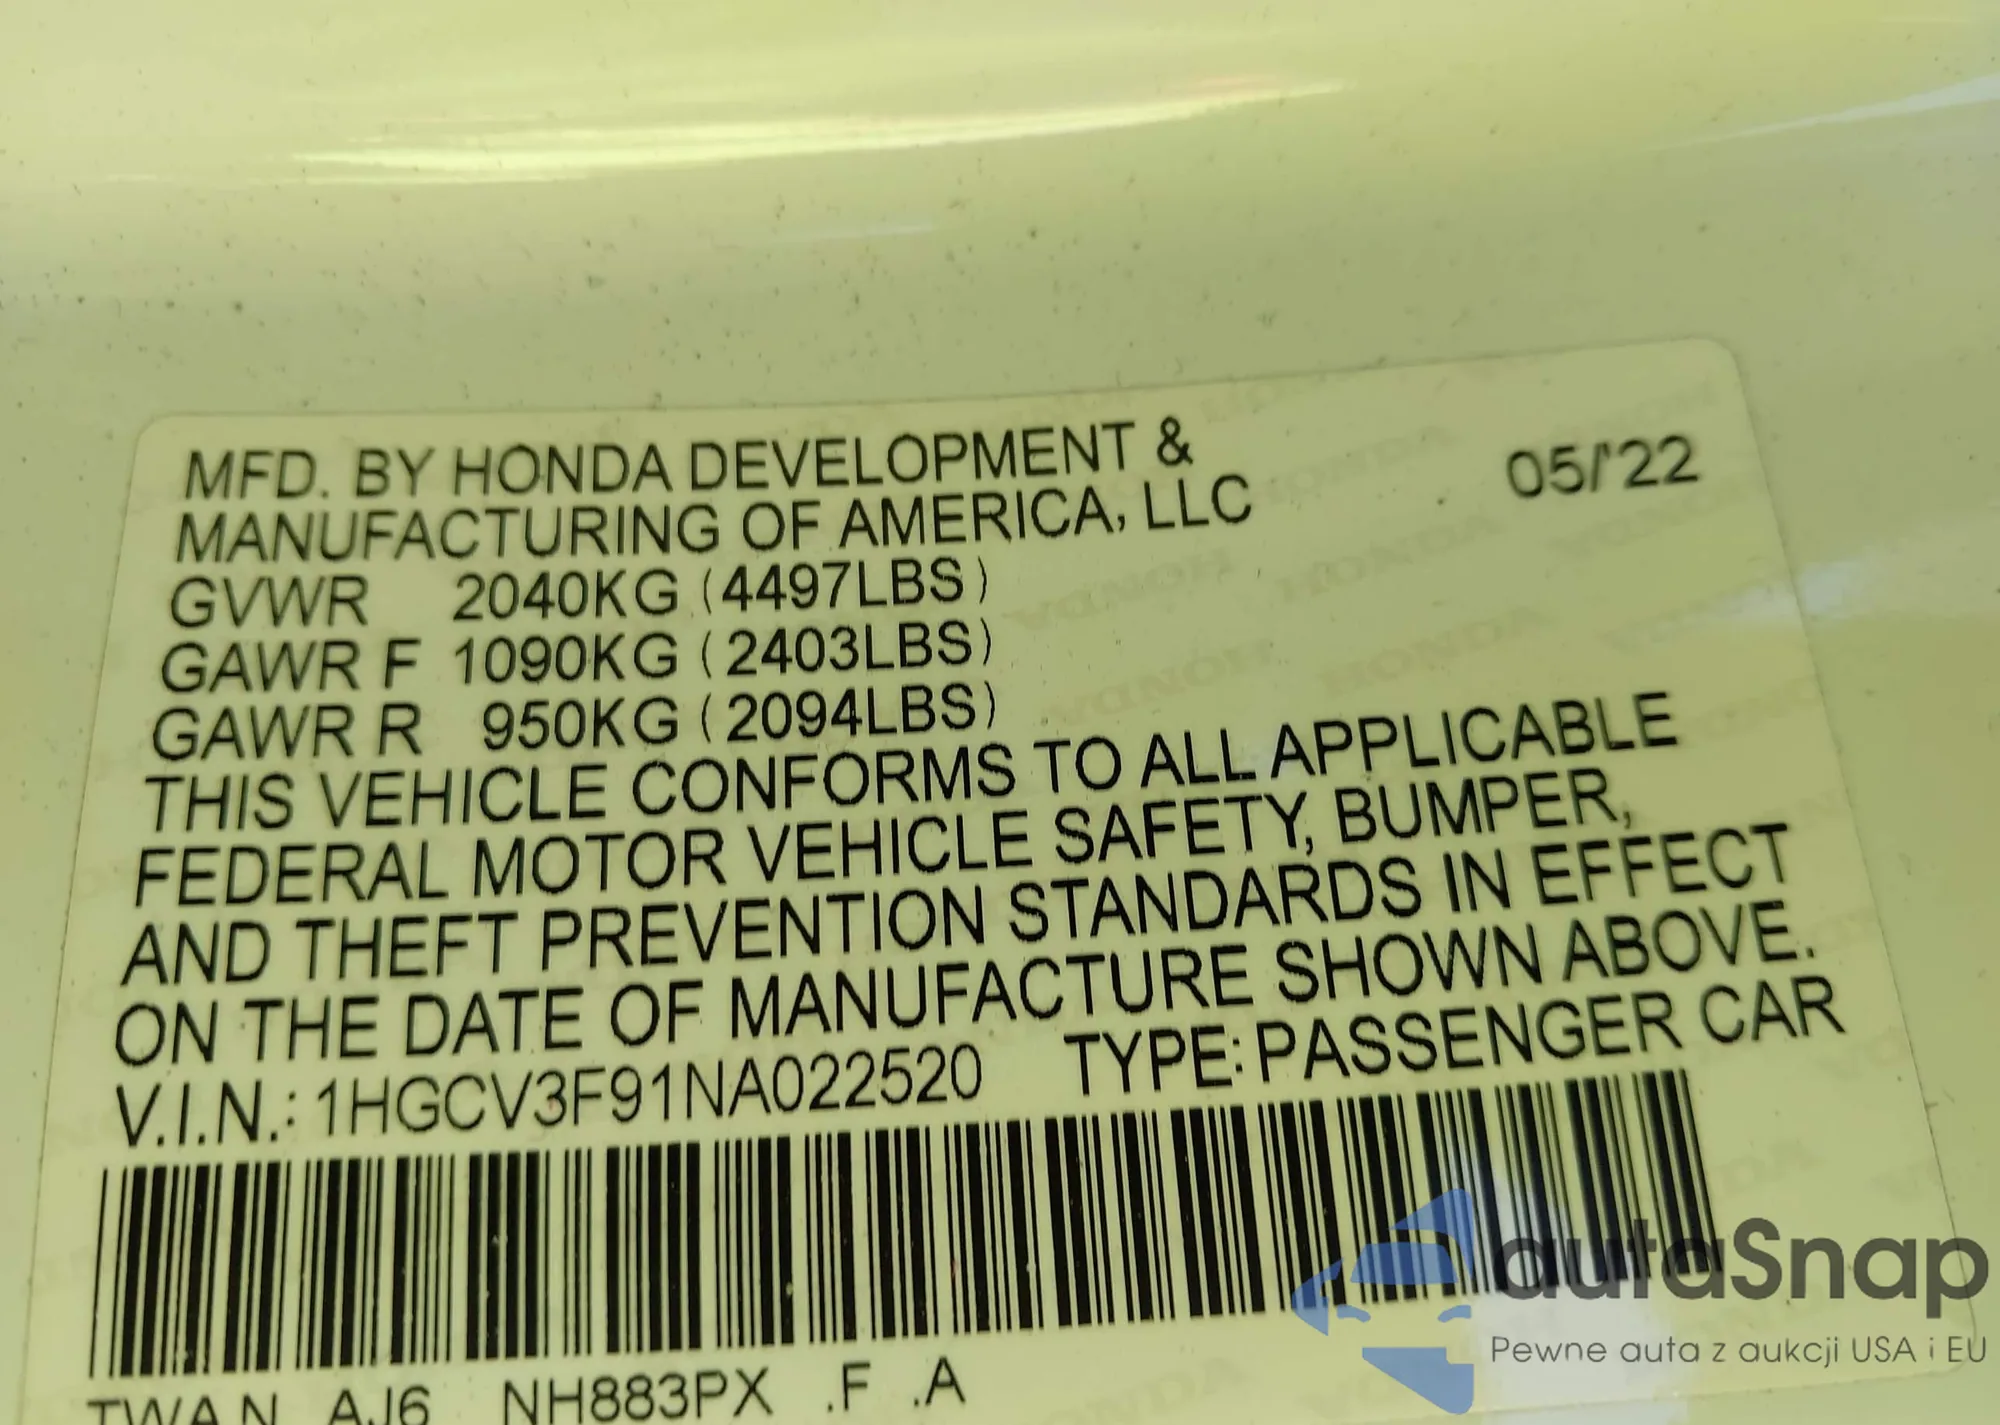 MFD. BY HONDA DEVELOPMENT &
MANUFACTURING OF AMERICA, LLC
05/'22
GVWR 2040KG (4497LBS)
GAWR F 1090KG (2403LBS)
GAWR R 950KG (2094LBS)
THIS VEHICLE CONFORMS TO ALL APPLICABLE
FEDERAL MOTOR VEHICLE SAFETY, BUMPER,
AND THEFT PREVENTION STANDARDS IN EFFECT
ON THE DATE OF MANUFACTURE SHOWN ABOVE.
V.I.N.: 1HGCV3F91NA022520 TYPE: PASSENGER CAR
TWAN AJ6 NH883PX .F .A
autaSnap
Pewne auta z aukcji USA i EU